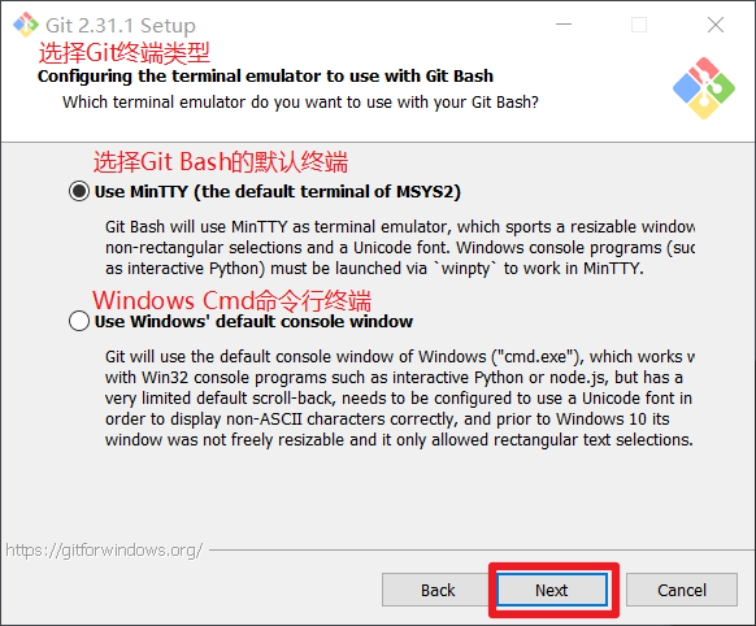 Git 2.31.1 Setup
选择Git终端类型
Configuring the terminal emulator to use with Git Bash
Which terminal emulator do you want to use with your Git Bash?
选择Git Bash的默认终端
Use MinTTY (the default terminal of MSYS2)
Git Bash will use MinTTY as terminal emulator, which sports a resizable window
non-rectangular selections and a Unicode font. Windows console programs (suc
as interactive Python) must be launched via `winpty` to work in MinTTY.
Windows Cmd命令行终端
Use Windows' default console window
Git will use the default console window of Windows ("cmd.exe"), which works w
with Win32 console programs such as interactive Python or node.js, but has a
very limited default scroll-back, needs to be configured to use a Unicode font in
order to display non-ASCII characters correctly, and prior to Windows 10 its
window was not freely resizable and it only allowed rectangular text selections.
https://gitforwindows.org/
Back Next Cancel